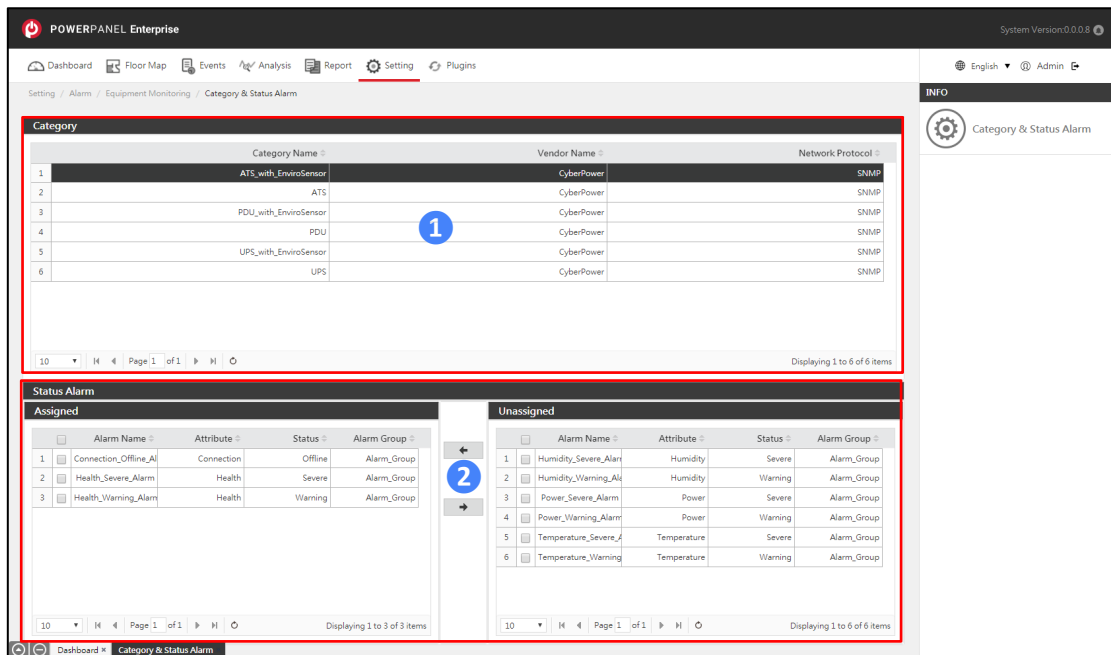 POWERPANEL Enterprise
System Version:0.0.0.8
Dashboard Floor Map Events Analysis Report Setting Plugins
English Admin
Setting / Alarm / Equipment Monitoring / Category & Status Alarm
INFO
Category & Status Alarm
Category
Category Name Vendor Name Network Protocol
1 ATS_with_EnviroSensor CyberPower SNMP
2 ATS CyberPower SNMP
3 PDU_with_EnviroSensor CyberPower SNMP
4 PDU CyberPower SNMP
5 UPS_with_EnviroSensor CyberPower SNMP
6 UPS CyberPower SNMP
1
10 Page 1 of 1 Displaying 1 to 6 of 6 items
Status Alarm
Assigned
Alarm Name Attribute Status Alarm Group
1 Connection_Offline_Al Connection Offline Alarm_Group
2 Health_Severe_Alarm Health Severe Alarm_Group
3 Health_Warning_Alarm Health Warning Alarm_Group
10 Page 1 of 1 Displaying 1 to 3 of 3 items
2
Unassigned
Alarm Name Attribute Status Alarm Group
1 Humidity_Severe_Alarm Humidity Severe Alarm_Group
2 Humidity_Warning_Ala Humidity Warning Alarm_Group
3 Power_Severe_Alarm Power Severe Alarm_Group
4 Power_Warning_Alarm Power Warning Alarm_Group
5 Temperature_Severe_A Temperature Severe Alarm_Group
6 Temperature_Warning Temperature Warning Alarm_Group
10 Page 1 of 1 Displaying 1 to 6 of 6 items
Dashboard × Category & Status Alarm